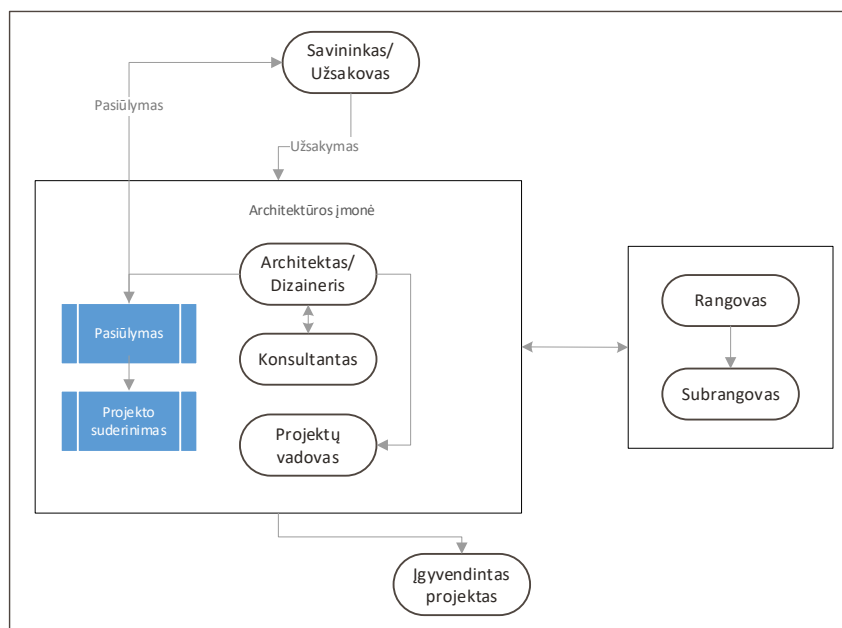 Savininkas/
Užsakovas
Pasiūlymas
Užsakymas
Architektūros įmonė
Architektas/
Dizaineris
Pasiūlymas
Konsultantas
Projekto
suderinimas
Projektų
vadovas
Rangovas
Subrangovas
Įgyvendintas
projektas